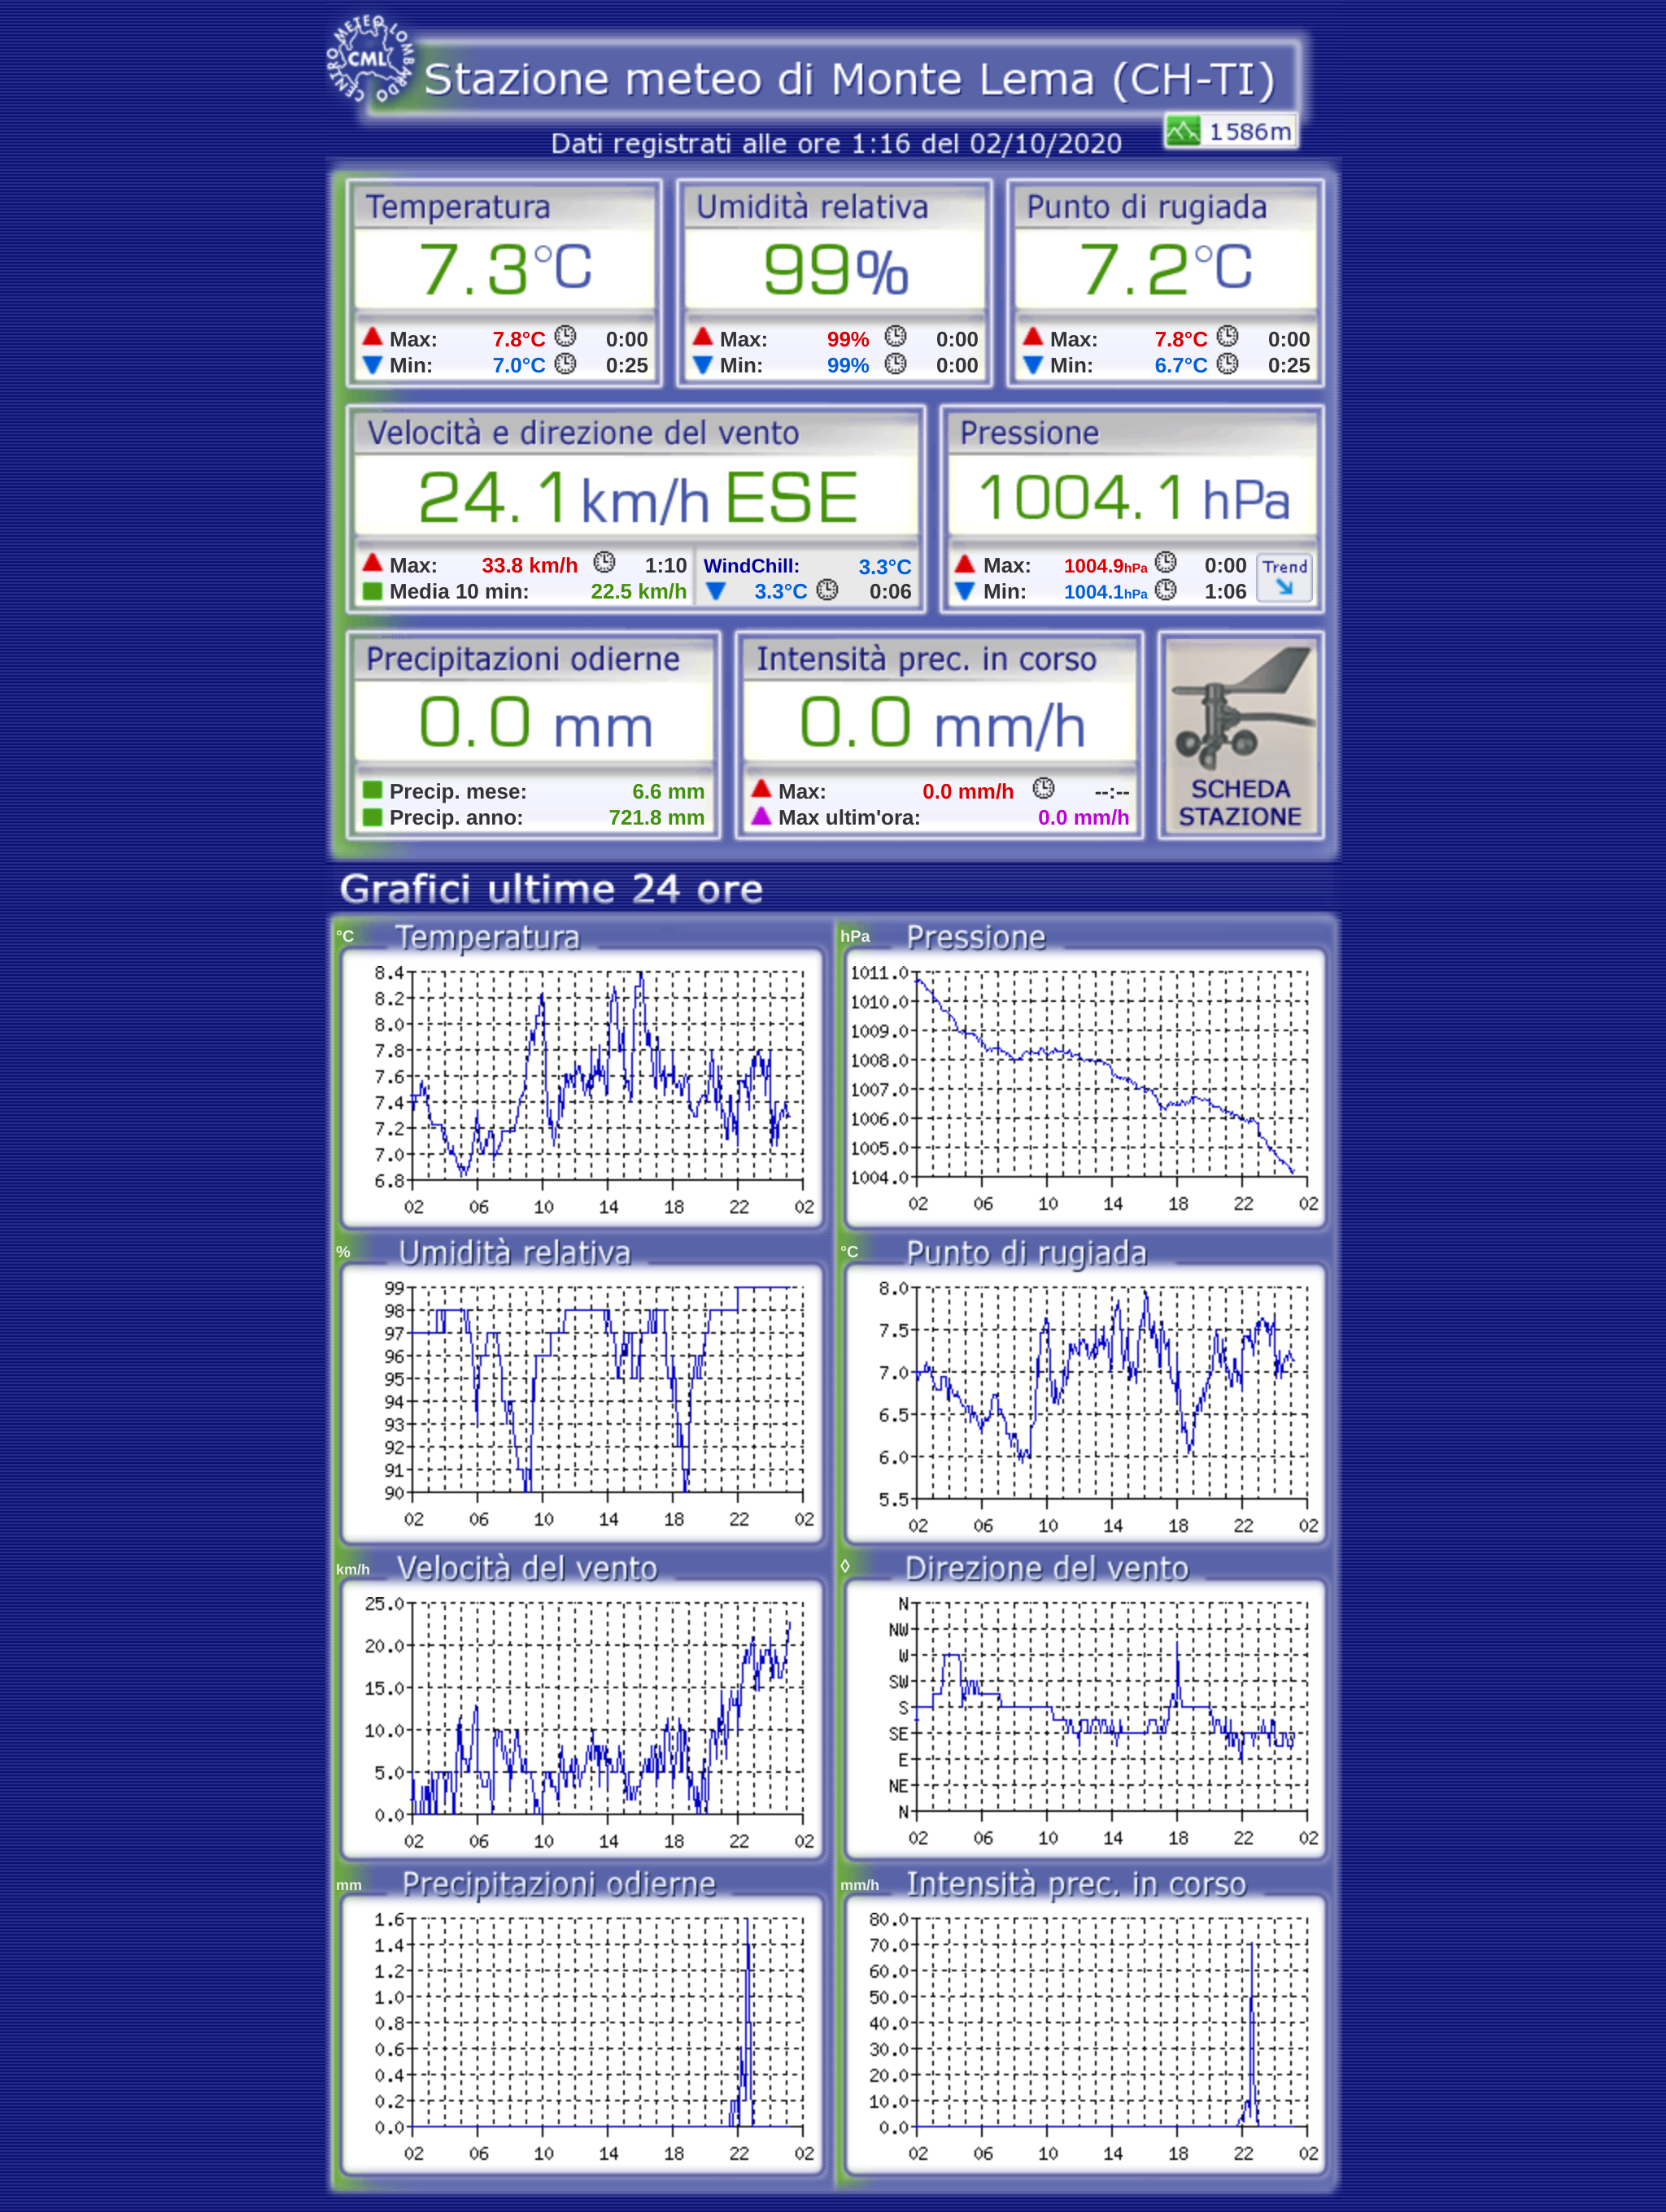 CENTRO METEO LOMBARDO
CML
Stazione meteo di Monte Lema (CH-TI)
1586m
Dati registrati alle ore 1:16 del 02/10/2020
Temperatura Umidità relativa Punto di rugiada
7.3°C 99% 7.2°C
Max: 7.8°C 0:00 Max: 99% 0:00 Max: 7.8°C 0:00
Min: 7.0°C 0:25 Min: 99% 0:00 Min: 6.7°C 0:25
Velocità e direzione del vento Pressione
24.1 km/h ESE 1004.1 hPa
Max: 33.8 km/h 1:10 WindChill: 3.3°C Max: 1004.9hPa 0:00 Trend
Media 10 min: 22.5 km/h 3.3°C 0:06 Min: 1004.1hPa 1:06
Precipitazioni odierne Intensità prec. in corso
0.0 mm 0.0 mm/h
Precip. mese: 6.6 mm Max: 0.0 mm/h --:-- SCHEDA
Precip. anno: 721.8 mm Max ultim'ora: 0.0 mm/h STAZIONE
Grafici ultime 24 ore
°C Temperatura
8.4
8.2
8.0
7.8
7.6
7.4
7.2
7.0
6.8
02 06 10 14 18 22 02
hPa Pressione
1011.0
1010.0
1009.0
1008.0
1007.0
1006.0
1005.0
1004.0
02 06 10 14 18 22 02
% Umidità relativa
99
98
97
96
95
94
93
92
91
90
02 06 10 14 18 22 02
°C Punto di rugiada
8.0
7.5
7.0
6.5
6.0
5.5
02 06 10 14 18 22 02
km/h Velocità del vento
25.0
20.0
15.0
10.0
5.0
0.0
02 06 10 14 18 22 02
◊ Direzione del vento
N
NW
W
SW
S
SE
E
NE
N
02 06 10 14 18 22 02
mm Precipitazioni odierne
1.6
1.4
1.2
1.0
0.8
0.6
0.4
0.2
0.0
02 06 10 14 18 22 02
mm/h Intensità prec. in corso
80.0
70.0
60.0
50.0
40.0
30.0
20.0
10.0
0.0
02 06 10 14 18 22 02